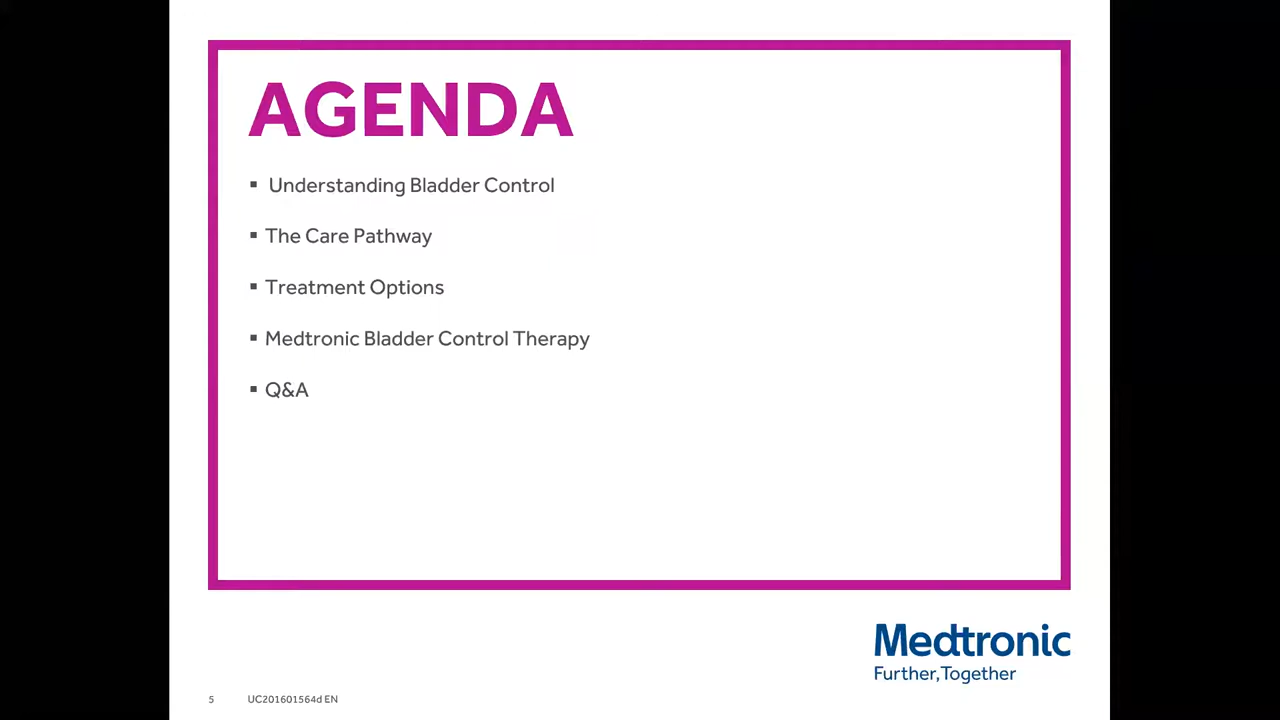 AGENDA
▪ Understanding Bladder Control
▪ The Care Pathway
▪ Treatment Options
▪ Medtronic Bladder Control Therapy
▪ Q&A
Medtronic
Further, Together
5 UC201601564d EN